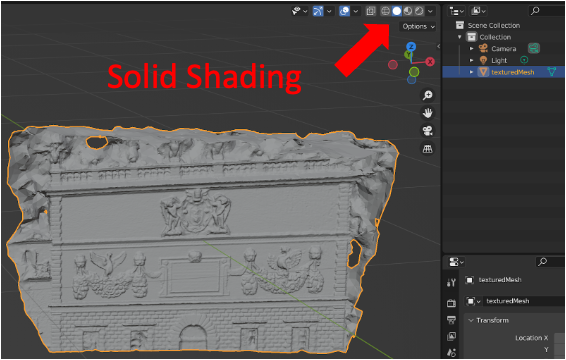 Options
Scene Collection
Collection
Camera
Light
texturedMesh
Z
X
Solid Shading
texturedMesh
texturedMesh
Transform
Location X
Y